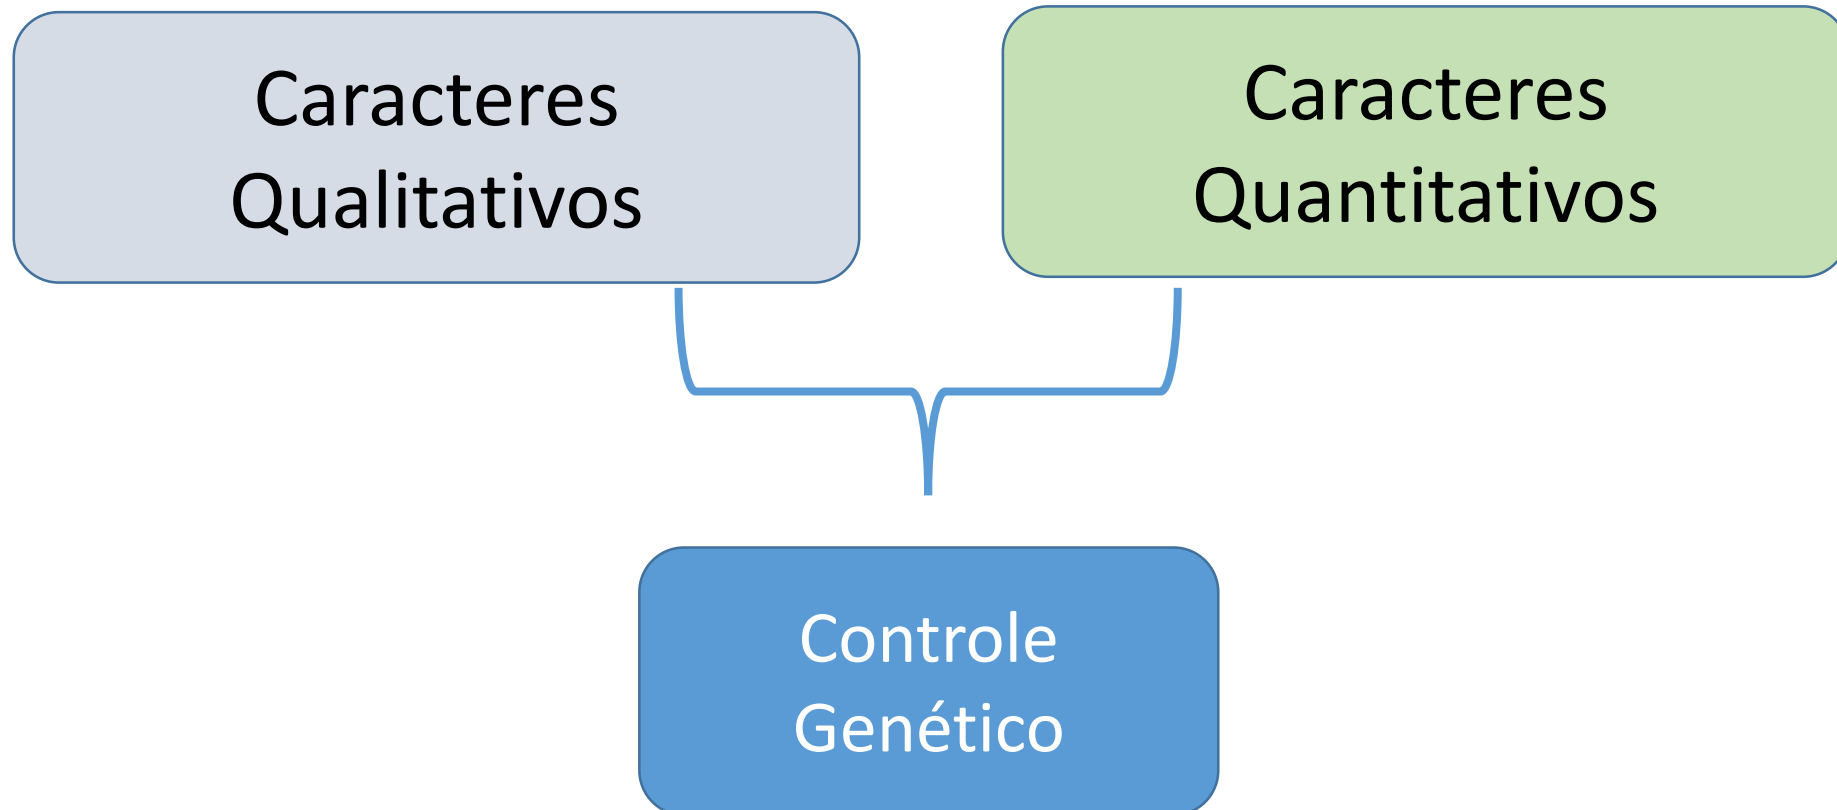 Caracteres
Qualitativos
Caracteres
Quantitativos
Controle
Genético